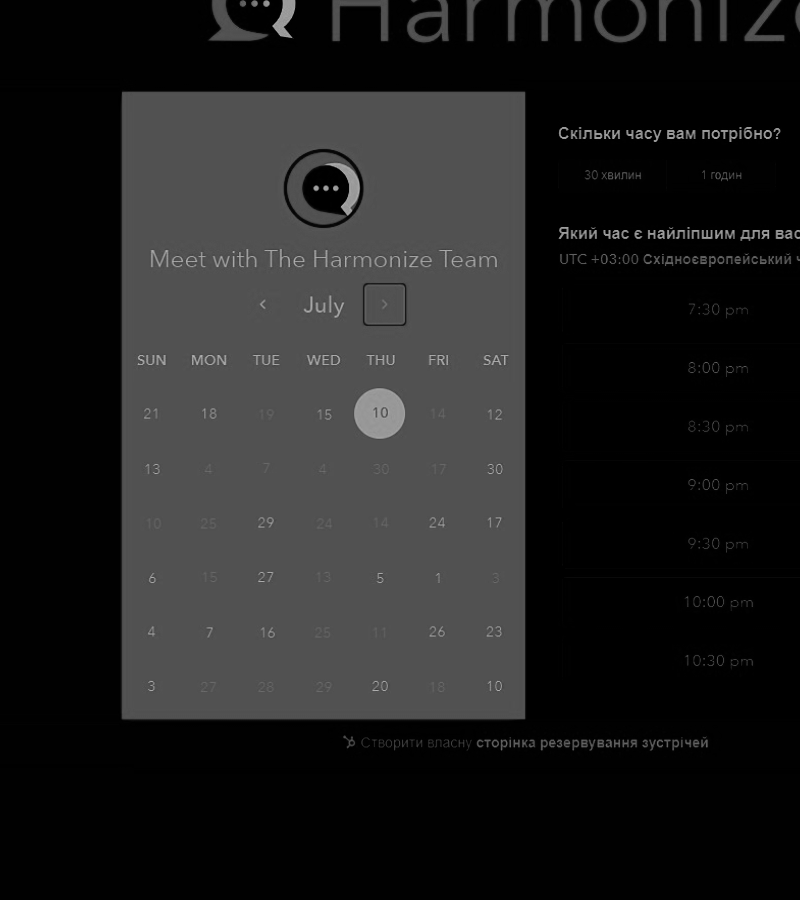 Harmonize
Meet with The Harmonize Team
July
SUN MON TUE WED THU FRI SAT
21 18 19 15 10 14 12
13 4 7 4 30 17 30
10 25 29 24 14 24 17
6 15 27 13 5 1 3
4 7 16 25 11 26 23
3 27 28 29 20 18 10
Скільки часу вам потрібно?
30 хвилин 1 годин
Який час є найліпшим для вас
UTC +03:00 Східноєвропейський ч
7:30 pm
8:00 pm
8:30 pm
9:00 pm
9:30 pm
10:00 pm
10:30 pm
Створити власну сторінка резервування зустрічей